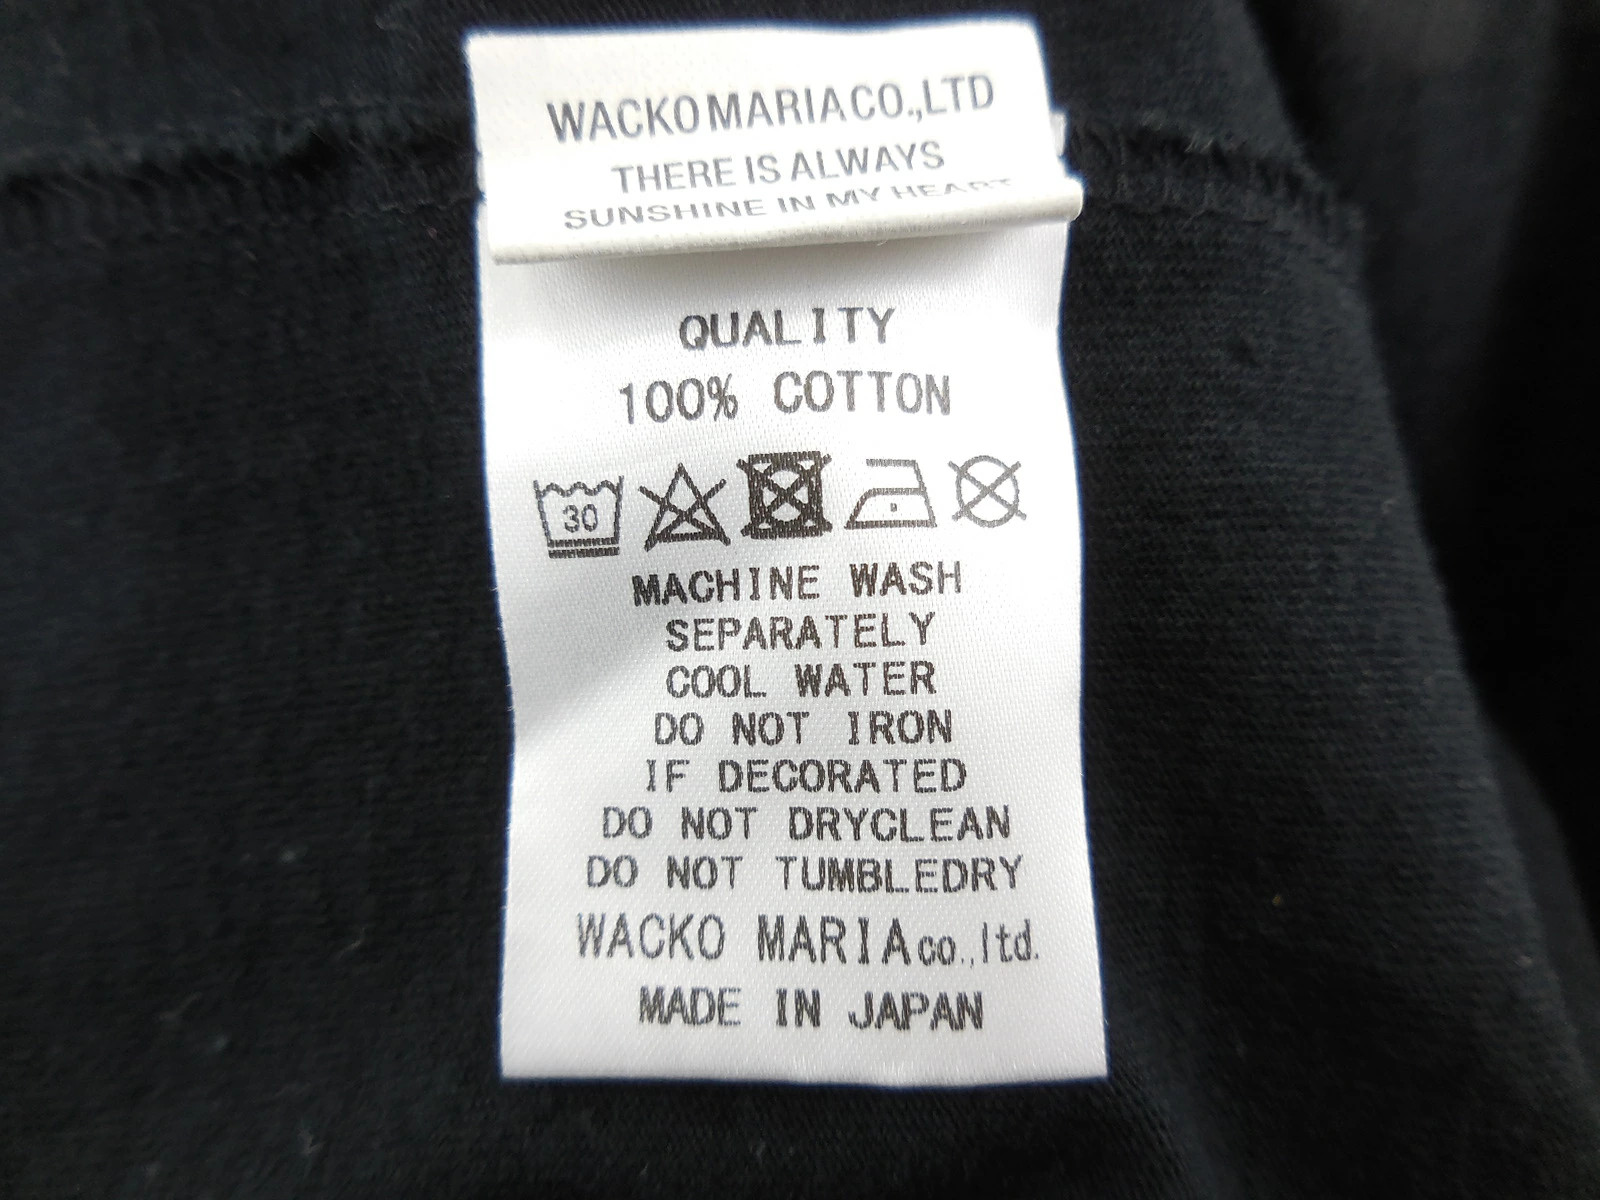 WACKO MARIA CO.,LTD
THERE IS ALWAYS
SUNSHINE IN MY HEART
QUALITY
100% COTTON
30
MACHINE WASH
SEPARATELY
COOL WATER
DO NOT IRON
IF DECORATED
DO NOT DRYCLEAN
DO NOT TUMBLEDRY
WACKO MARIA co.,ltd.
MADE IN JAPAN